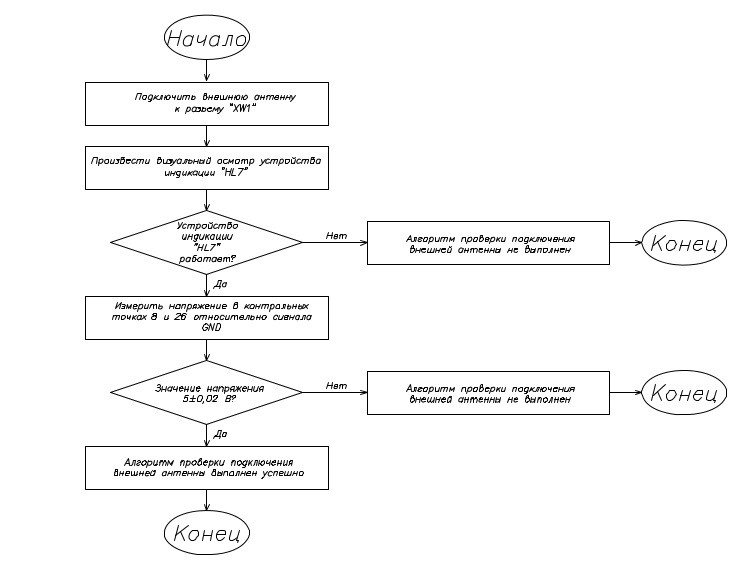 Начало
Подключить внешнюю антенну
к разъему "XW1"
Произвести визуальный осмотр устройства
индикации "HL7"
Устройство
индикации
"HL7"
работает?
Нет
Алгоритм проверки подключения
внешней антенны не выполнен
Конец
Да
Измерить напряжение в контрольных
точках 8 и 26 относительно сигнала
GND
Значение напряжения
5±0,02 В?
Нет
Алгоритм проверки подключения
внешней антенны не выполнен
Конец
Да
Алгоритм проверки подключения
внешней антенны выполнен успешно
Конец